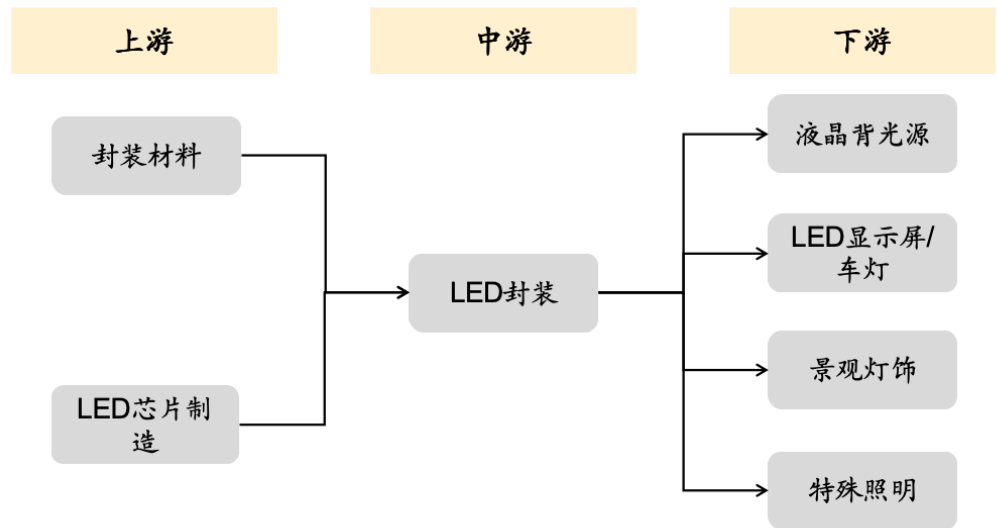 上游
中游
下游
封装材料
LED芯片制
造
LED封装
液晶背光源
LED显示屏/
车灯
景观灯饰
特殊照明